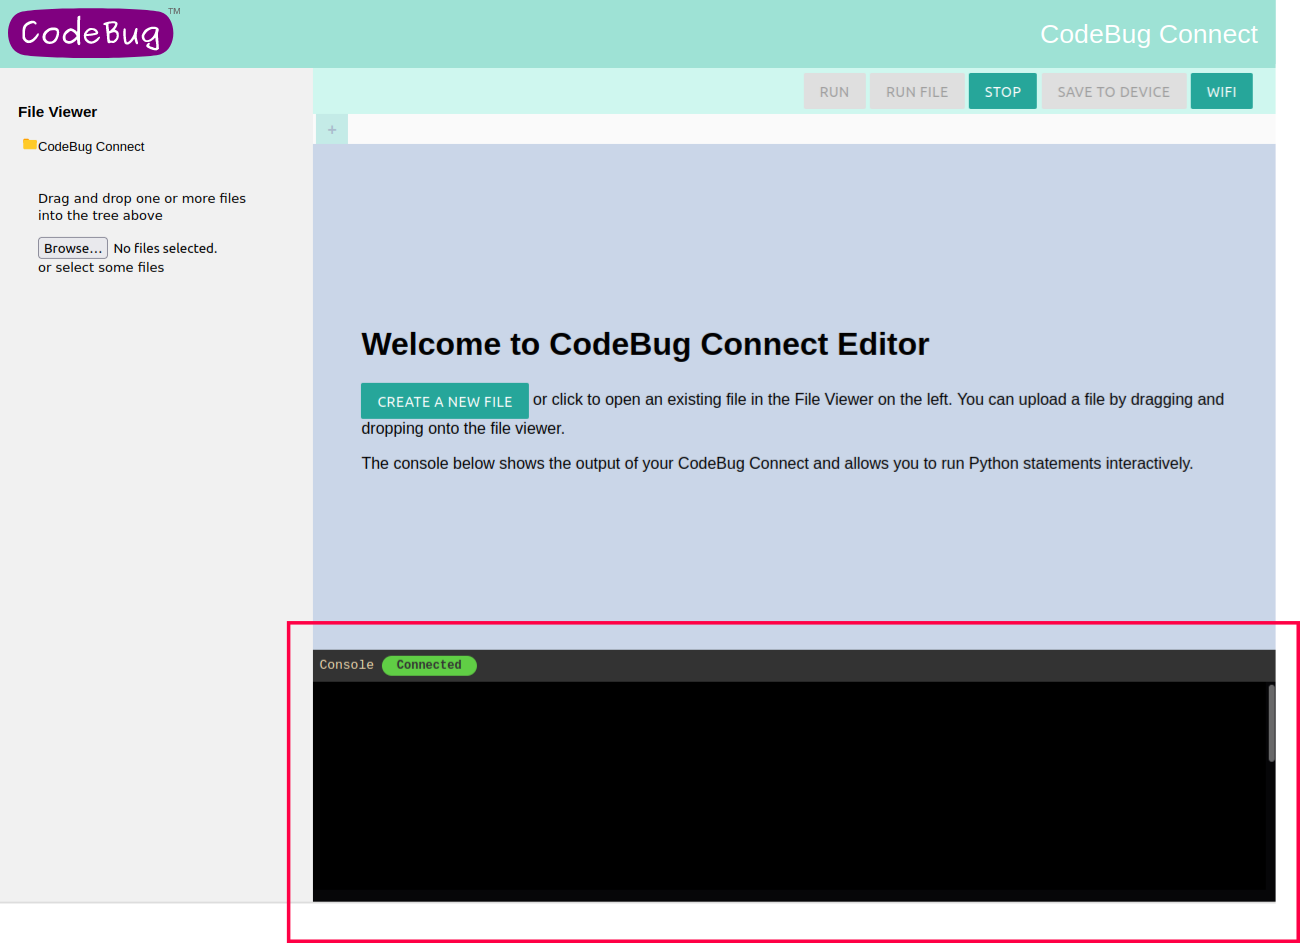 CodeBug TM
CodeBug Connect
RUN RUN FILE STOP SAVE TO DEVICE WIFI
+
File Viewer
CodeBug Connect
Drag and drop one or more files
into the tree above
Browse... No files selected.
or select some files
Welcome to CodeBug Connect Editor
CREATE A NEW FILE or click to open an existing file in the File Viewer on the left. You can upload a file by dragging and
dropping onto the file viewer.
The console below shows the output of your CodeBug Connect and allows you to run Python statements interactively.
Console Connected